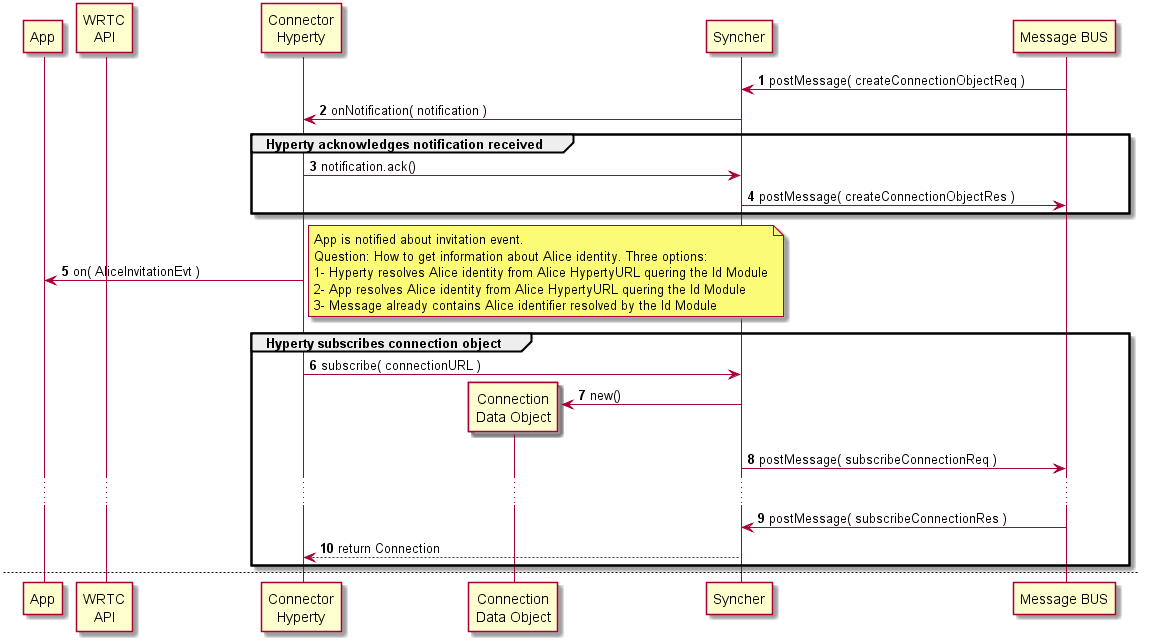 App
WRTC
API
Connector
Hyperty
Syncher
Message BUS
1 postMessage( createConnectionObjectReq )
2 onNotification( notification )
Hyperty acknowledges notification received
3 notification.ack()
4 postMessage( createConnectionObjectRes )
App is notified about invitation event.
Question: How to get information about Alice identity. Three options:
1- Hyperty resolves Alice identity from Alice HypertyURL quering the Id Module
2- App resolves Alice identity from Alice HypertyURL quering the Id Module
3- Message already contains Alice identifier resolved by the Id Module
5 on( AliceInvitationEvt )
Hyperty subscribes connection object
6 subscribe( connectionURL )
Connection
Data Object
7 new()
8 postMessage( subscribeConnectionReq )
9 postMessage( subscribeConnectionRes )
10 return Connection
App
WRTC
API
Connector
Hyperty
Connection
Data Object
Syncher
Message BUS